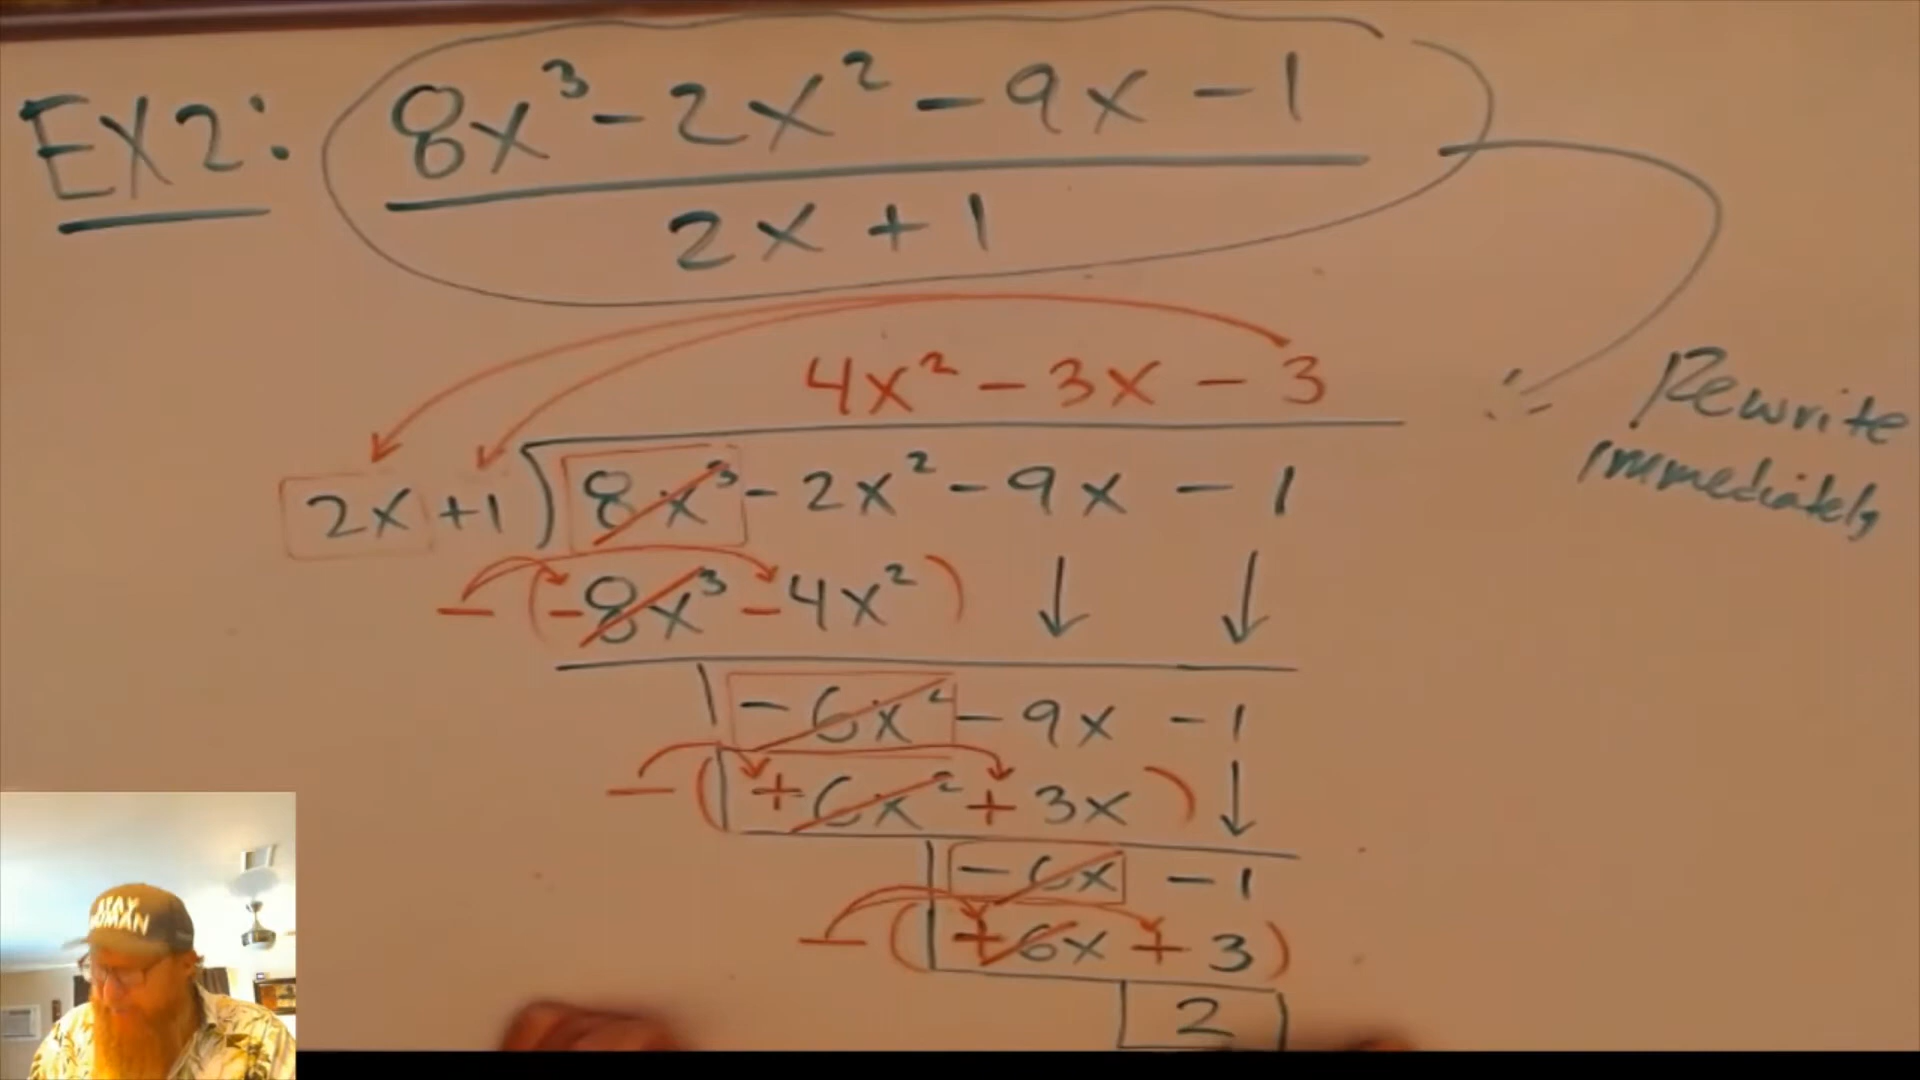 EX2: 8x³ - 2x² - 9x - 1
2x + 1
4x² - 3x - 3
Rewrite
immediately
2x + 1 ) 8x³ - 2x² - 9x - 1
- ( - 8x³ - 4x² )
- 6x² - 9x - 1
- ( + 6x² + 3x )
- 6x - 1
- ( + 6x + 3 )
2
STAY
HUMAN